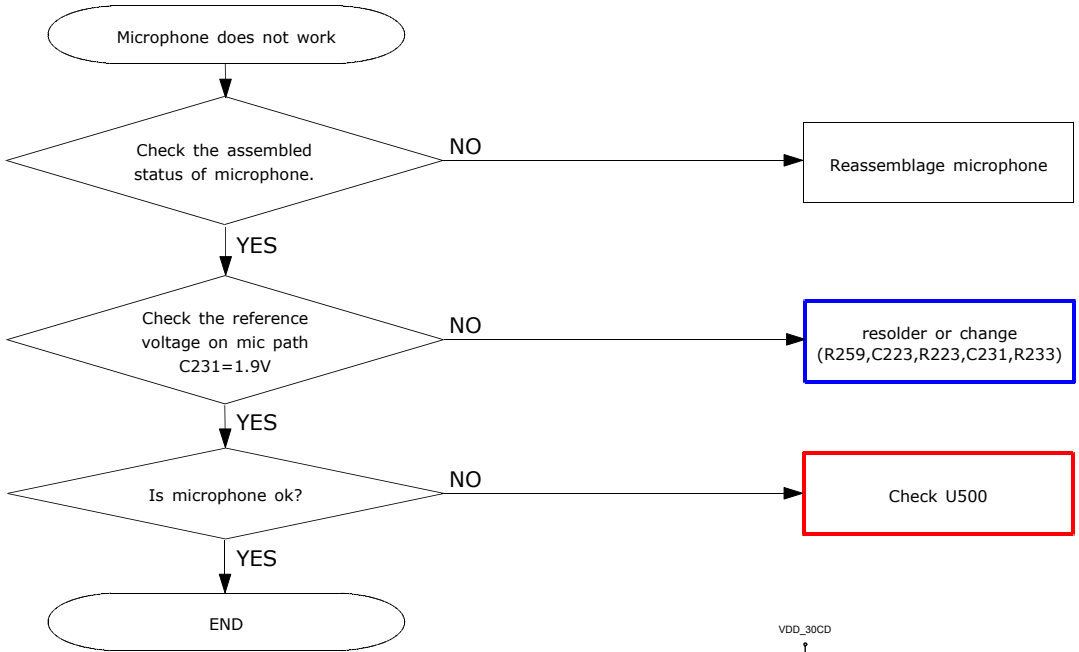 Microphone does not work
Check the assembled
status of microphone.
NO
Reassemblage microphone
YES
Check the reference
voltage on mic path
C231=1.9V
NO
resolder or change
(R259,C223,R223,C231,R233)
YES
Is microphone ok?
NO
Check U500
YES
END
VDD_30CD